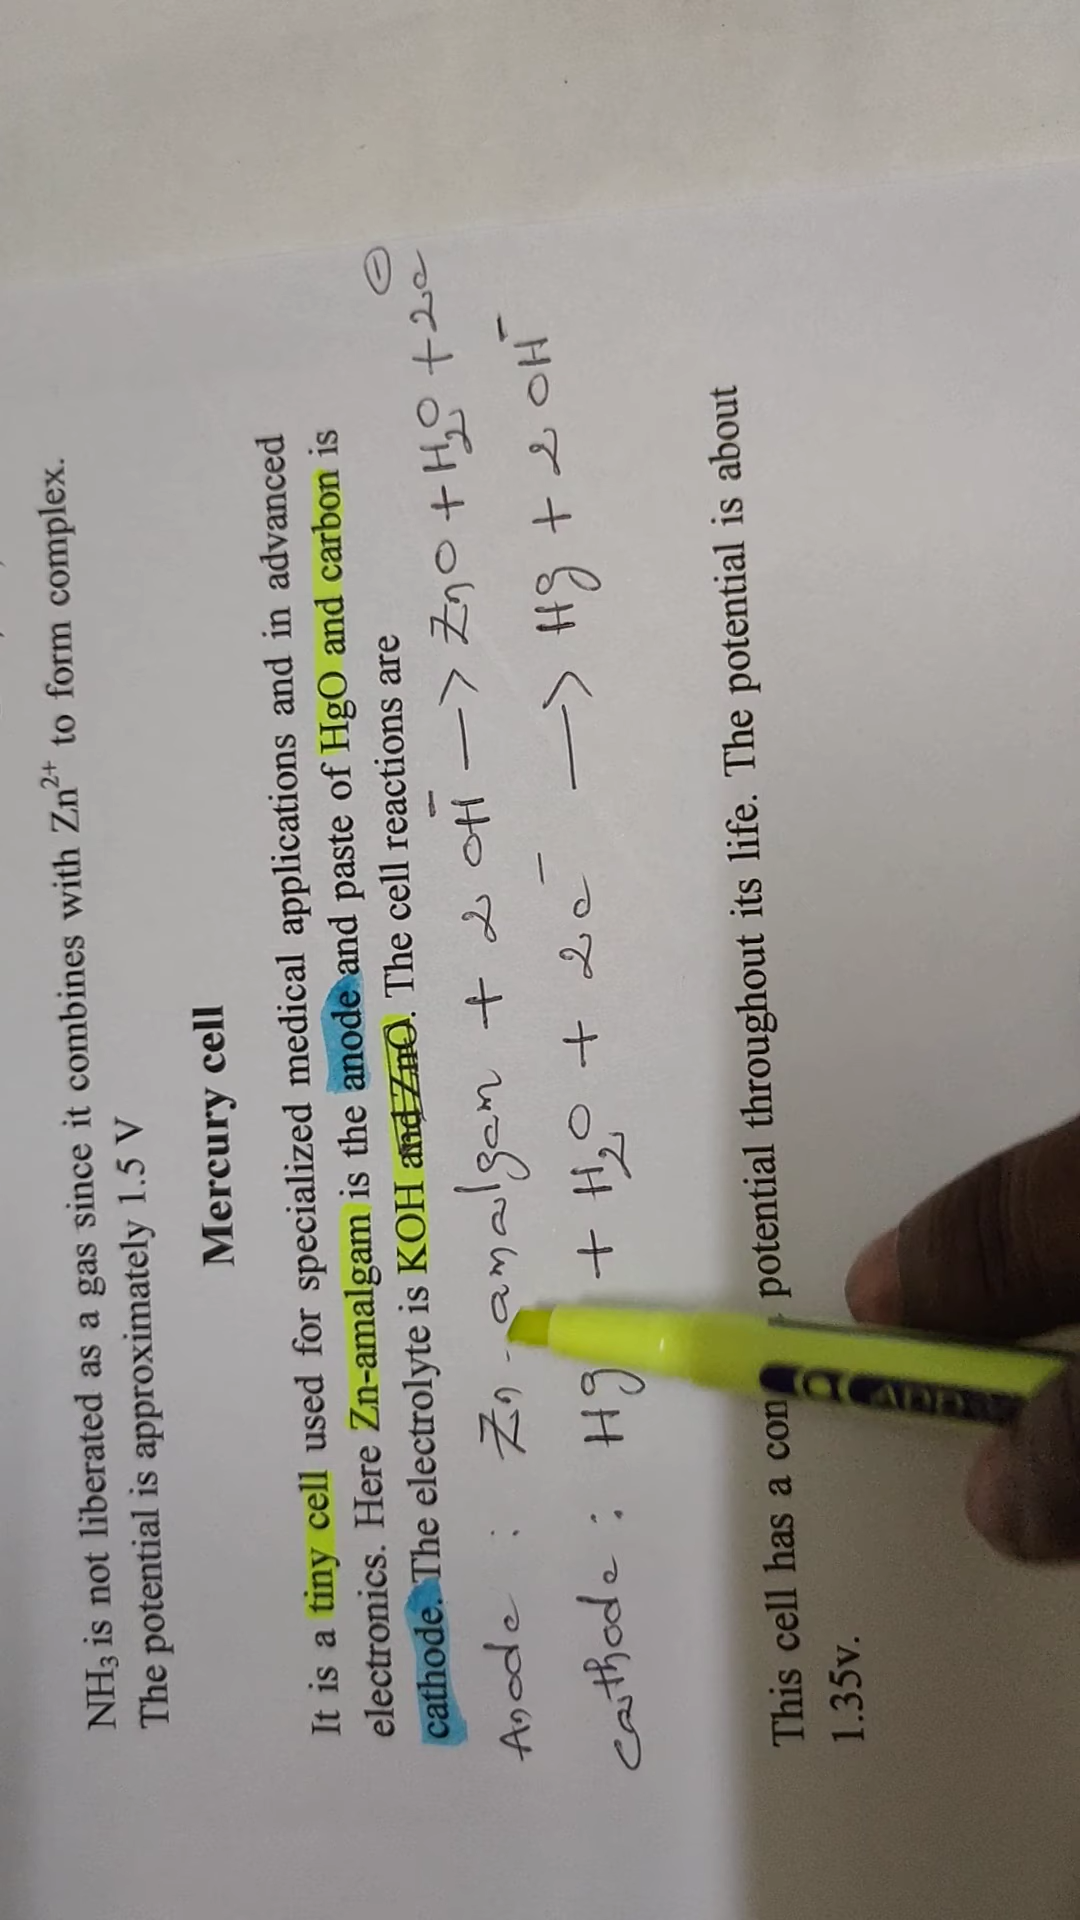 NH₃ is not liberated as a gas since it combines with Zn²⁺ to form complex.
The potential is approximately 1.5 V
Mercury cell
It is a tiny cell used for specialized medical applications and in advanced
electronics. Here Zn-amalgam is the anode and paste of HgO and carbon is
cathode. The electrolyte is KOH and ZnO. The cell reactions are
Anode : Zn-amalgam + 2OH⁻ → ZnO + H₂O + 2e⊖
Cathode : Hg + H₂O + 2e⁻ → Hg + 2OH⁻
This cell has a con potential throughout its life. The potential is about
1.35v.